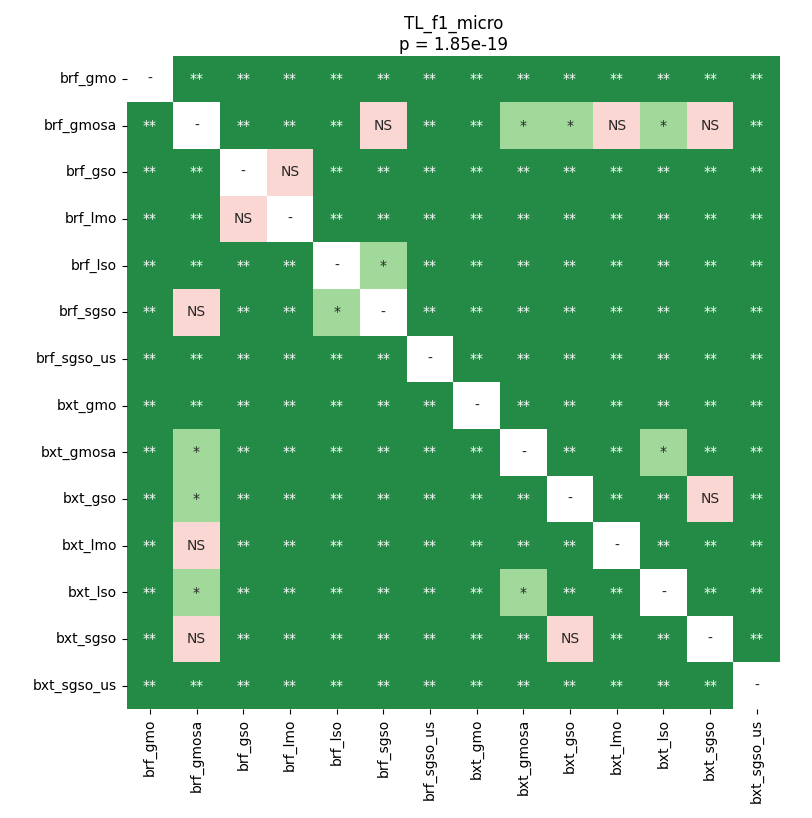 TL_f1_micro
p = 1.85e-19
brf_gmo - ** ** ** ** ** ** ** ** ** ** ** ** **
brf_gmosa ** - ** ** ** NS ** ** * * NS * NS **
brf_gso ** ** - NS ** ** ** ** ** ** ** ** ** **
brf_lmo ** ** NS - ** ** ** ** ** ** ** ** ** **
brf_lso ** ** ** ** - * ** ** ** ** ** ** ** **
brf_sgso ** NS ** ** * - ** ** ** ** ** ** ** **
brf_sgso_us ** ** ** ** ** ** - ** ** ** ** ** ** **
bxt_gmo ** ** ** ** ** ** ** - ** ** ** ** ** **
bxt_gmosa ** * ** ** ** ** ** ** - ** ** * ** **
bxt_gso ** * ** ** ** ** ** ** ** - ** ** NS **
bxt_lmo ** NS ** ** ** ** ** ** ** ** - ** ** **
bxt_lso ** * ** ** ** ** ** ** * ** ** - ** **
bxt_sgso ** NS ** ** ** ** ** ** ** NS ** ** - **
bxt_sgso_us ** ** ** ** ** ** ** ** ** ** ** ** ** -
brf_gmo brf_gmosa brf_gso brf_lmo brf_lso brf_sgso brf_sgso_us bxt_gmo bxt_gmosa bxt_gso bxt_lmo bxt_lso bxt_sgso bxt_sgso_us